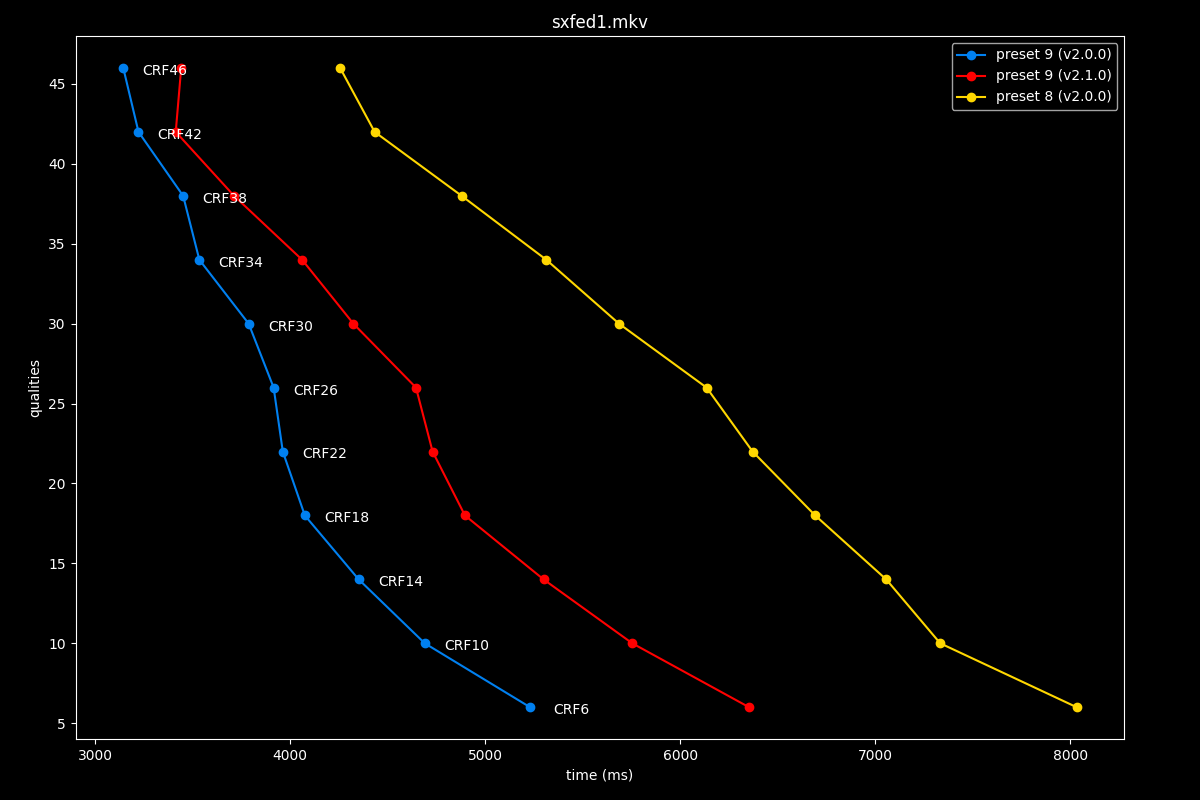 sxfed1.mkv
preset 9 (v2.0.0)
preset 9 (v2.1.0)
preset 8 (v2.0.0)
CRF46
CRF42
CRF38
CRF34
CRF30
CRF26
CRF22
CRF18
CRF14
CRF10
CRF6
45
40
35
30
25
20
15
10
5
qualities
3000 4000 5000 6000 7000 8000
time (ms)